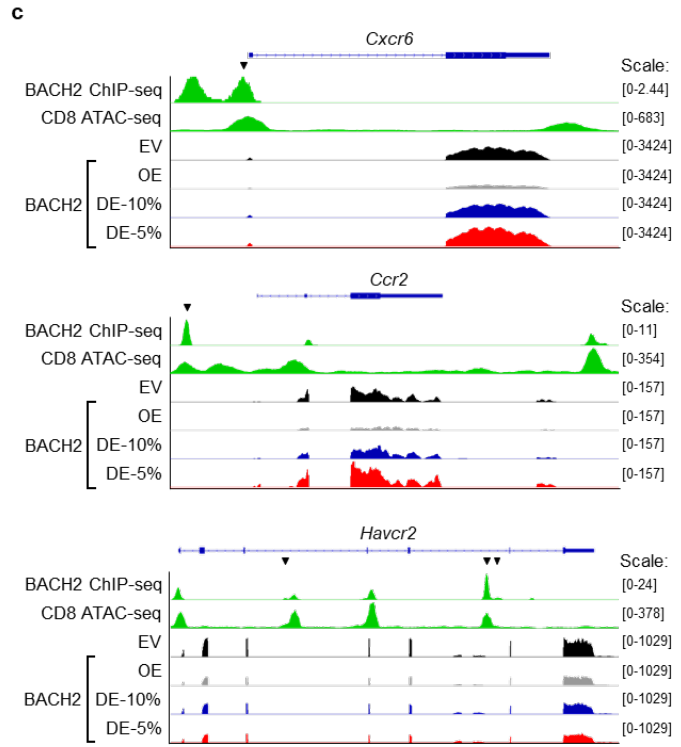 c
Cxcr6
Scale:
BACH2 ChIP-seq [0-2.44]
CD8 ATAC-seq [0-683]
EV [0-3424]
OE [0-3424]
BACH2 DE-10% [0-3424]
DE-5% [0-3424]
Ccr2
Scale:
BACH2 ChIP-seq [0-11]
CD8 ATAC-seq [0-354]
EV [0-157]
OE [0-157]
BACH2 DE-10% [0-157]
DE-5% [0-157]
Havcr2
Scale:
BACH2 ChIP-seq [0-24]
CD8 ATAC-seq [0-378]
EV [0-1029]
OE [0-1029]
BACH2 DE-10% [0-1029]
DE-5% [0-1029]